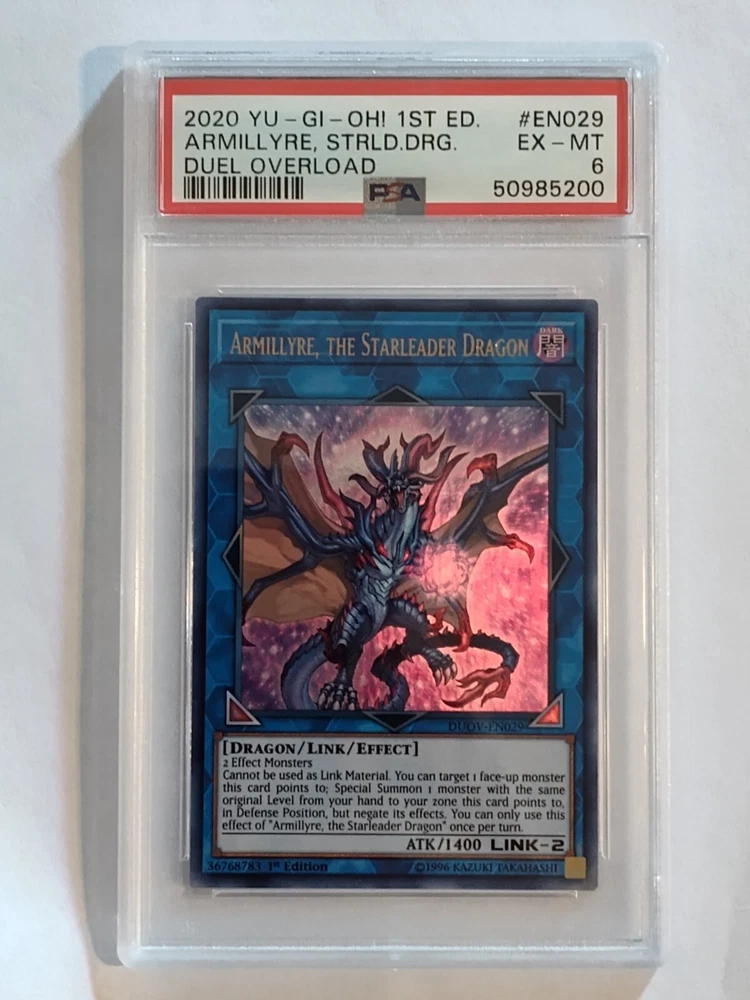 2020 YU-GI-OH! 1ST ED. #EN029
ARMILLYRE, STRLD.DRG. EX-MT
DUEL OVERLOAD 6
PSA 50985200
ARMILLYRE, THE STARLEADER DRAGON
DARK
闇
DUOV-EN029
[DRAGON/LINK/EFFECT]
2 Effect Monsters
Cannot be used as Link Material. You can target 1 face-up monster
this card points to; Special Summon 1 monster with the same
original Level from your hand to your zone this card points to,
in Defense Position, but negate its effects. You can only use this
effect of "Armillyre, the Starleader Dragon" once per turn.
ATK/1400 LINK-2
36768783 1st Edition ©1996 KAZUKI TAKAHASHI